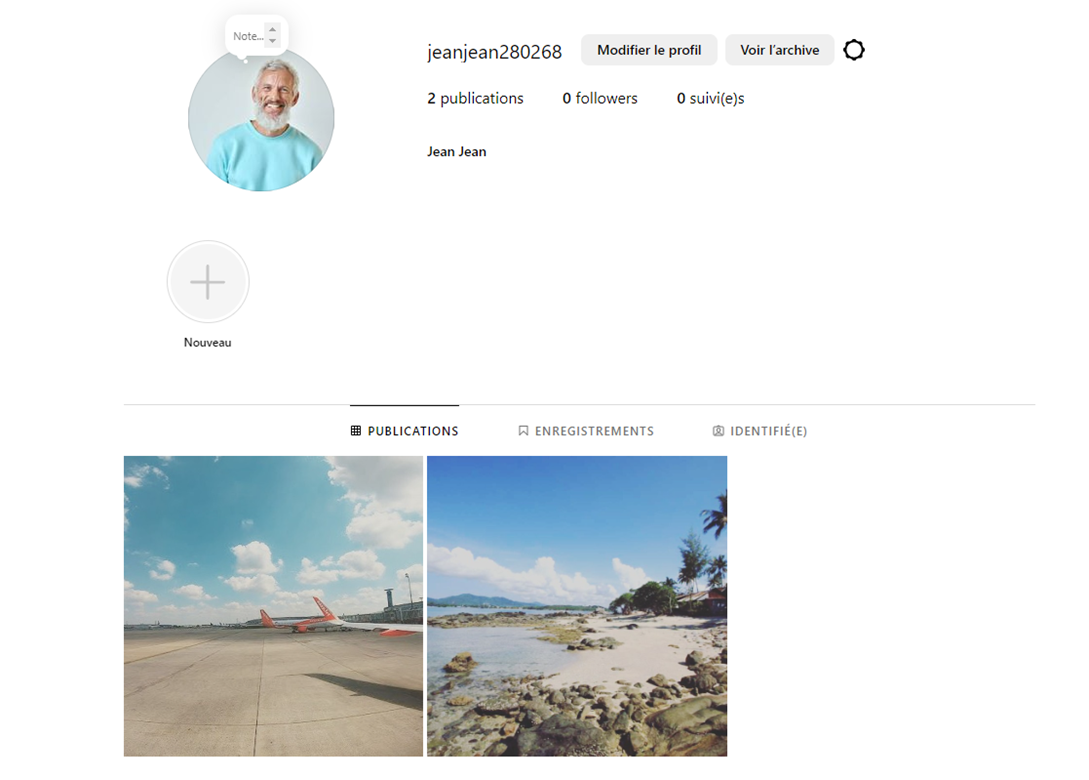 Note...
jeanjean280268 Modifier le profil Voir l’archive
2 publications 0 followers 0 suivi(e)s
Jean Jean
Nouveau
PUBLICATIONS ENREGISTREMENTS IDENTIFIÉ(E)